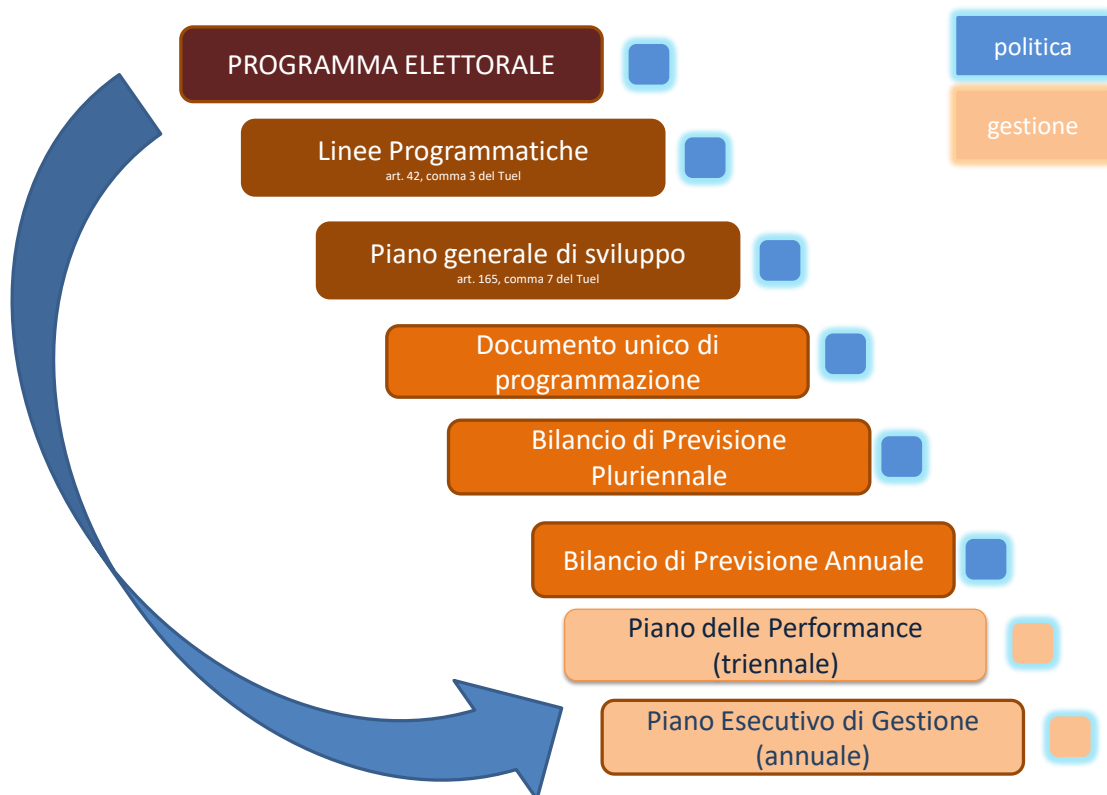 PROGRAMMA ELETTORALE
politica
gestione
Linee Programmatiche
art. 42, comma 3 del Tuel
Piano generale di sviluppo
art. 165, comma 7 del Tuel
Documento unico di
programmazione
Bilancio di Previsione
Pluriennale
Bilancio di Previsione Annuale
Piano delle Performance
(triennale)
Piano Esecutivo di Gestione
(annuale)